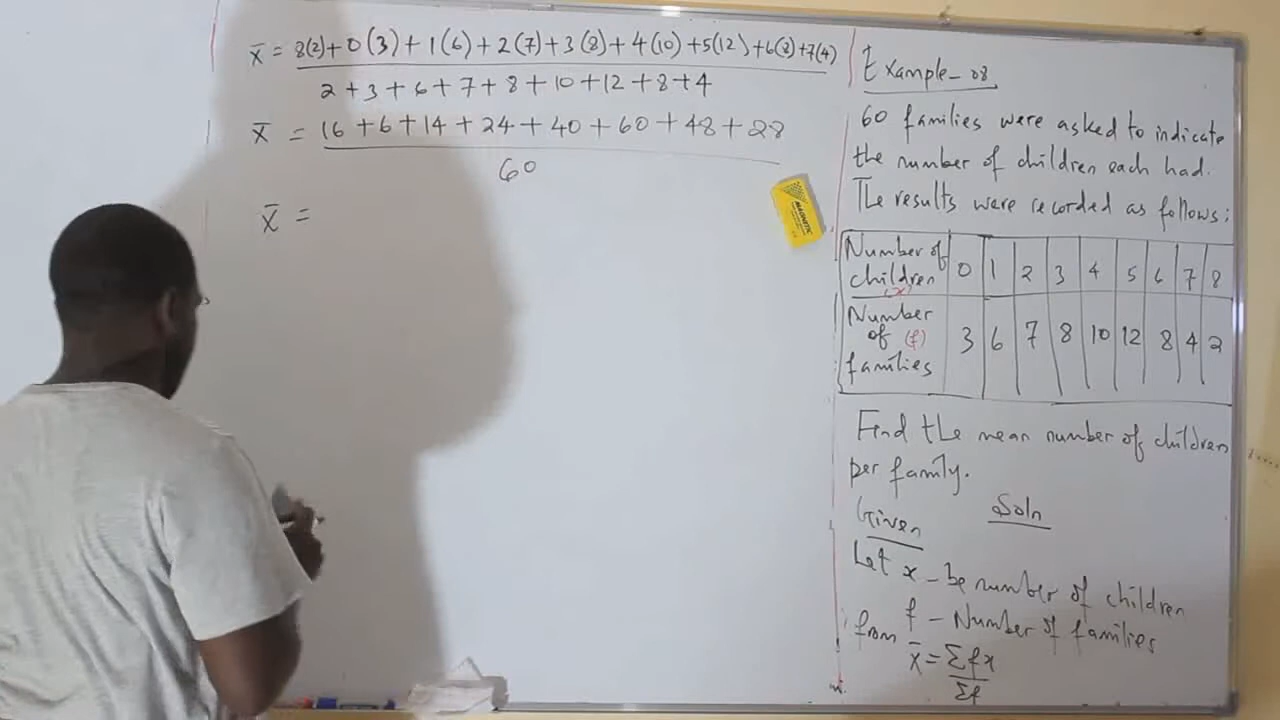 x̄ = 8(2)+0(3)+1(6)+2(7)+3(8)+4(10)+5(12)+6(8)+7(4)
2+3+6+7+8+10+12+8+4
x̄ = 16+6+14+24+40+60+48+28
60
x̄ =
MAGNETIC
Example-08
60 families were asked to indicate
the number of children each had.
The results were recorded as follows:
Number of children (x) 0 1 2 3 4 5 6 7 8
Number of (f) families 3 6 7 8 10 12 8 4 2
Find the mean number of children
per family.
Soln
Given
Let x - be number of children
f - Number of families
from x̄ = Σfx
Σf